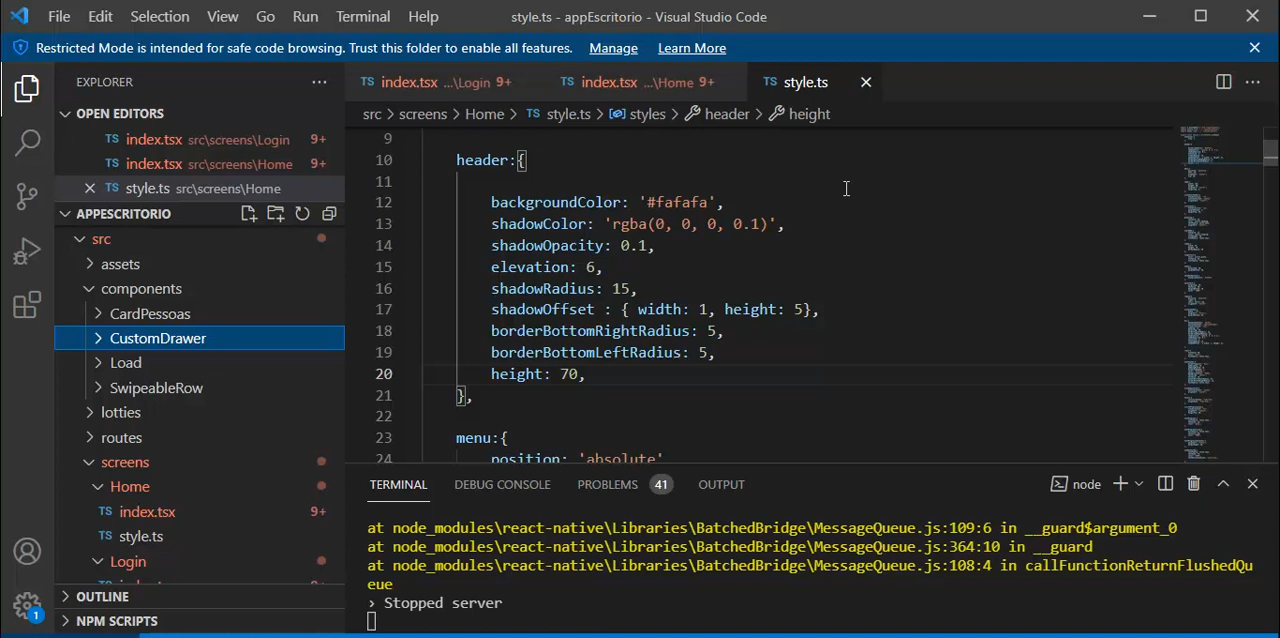 File Edit Selection View Go Run Terminal Help style.ts - appEscritorio - Visual Studio Code
Restricted Mode is intended for safe code browsing. Trust this folder to enable all features. Manage Learn More
EXPLORER
OPEN EDITORS
TS index.tsx src\screens\Login 9+
TS index.tsx src\screens\Home 9+
TS style.ts src\screens\Home
APPESCRITORIO
src
assets
components
CardPessoas
CustomDrawer
Load
SwipeableRow
lotties
routes
screens
Home
TS index.tsx 9+
TS style.ts
Login
OUTLINE
NPM SCRIPTS
1
TS index.tsx ...\Login 9+ TS index.tsx ...\Home 9+ TS style.ts
src > screens > Home > TS style.ts > styles > header > height
9
10 header:{
11
12 backgroundColor: '#fafafa',
13 shadowColor: 'rgba(0, 0, 0, 0.1)',
14 shadowOpacity: 0.1,
15 elevation: 6,
16 shadowRadius: 15,
17 shadowOffset : { width: 1, height: 5},
18 borderBottomRightRadius: 5,
19 borderBottomLeftRadius: 5,
20 height: 70,
21 },
22
23 menu:{
24 position: 'absolute'
TERMINAL DEBUG CONSOLE PROBLEMS 41 OUTPUT node
at node_modules\react-native\Libraries\BatchedBridge\MessageQueue.js:109:6 in __guard$argument_0
at node_modules\react-native\Libraries\BatchedBridge\MessageQueue.js:364:10 in __guard
at node_modules\react-native\Libraries\BatchedBridge\MessageQueue.js:108:4 in callFunctionReturnFlushedQu
eue
› Stopped server